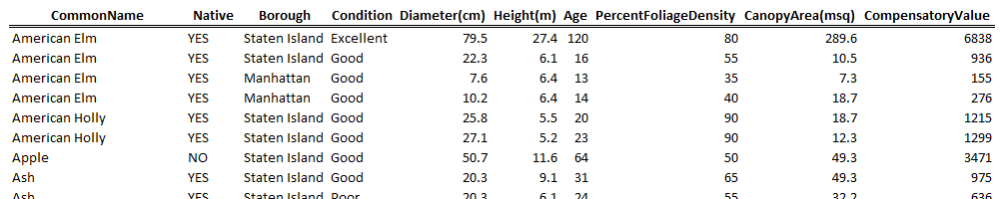 CommonName Native Borough Condition Diameter(cm) Height(m) Age PercentFoliageDensity CanopyArea(msq) CompensatoryValue
American Elm YES Staten Island Excellent 79.5 27.4 120 80 289.6 6838
American Elm YES Staten Island Good 22.3 6.1 16 55 10.5 936
American Elm YES Manhattan Good 7.6 6.4 13 35 7.3 155
American Elm YES Manhattan Good 10.2 6.4 14 40 18.7 276
American Holly YES Staten Island Good 25.8 5.5 20 90 18.7 1215
American Holly YES Staten Island Good 27.1 5.2 23 90 12.3 1299
Apple NO Staten Island Good 50.7 11.6 64 50 49.3 3471
Ash YES Staten Island Good 20.3 9.1 31 65 49.3 975
Ash YES Staten Island Poor 20.3 6.1 24 55 32.2 636